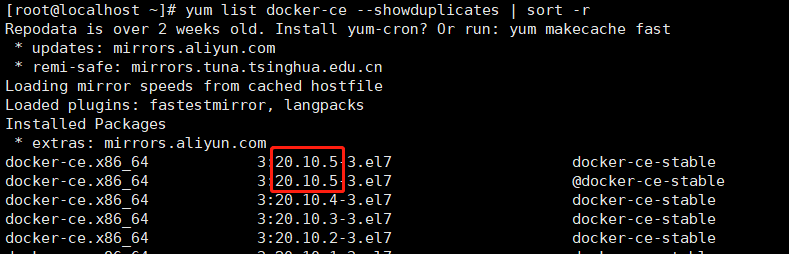 [root@localhost ~]# yum list docker-ce --showduplicates | sort -r
Repodata is over 2 weeks old. Install yum-cron? Or run: yum makecache fast
 * updates: mirrors.aliyun.com
 * remi-safe: mirrors.tuna.tsinghua.edu.cn
Loading mirror speeds from cached hostfile
Loaded plugins: fastestmirror, langpacks
Installed Packages
 * extras: mirrors.aliyun.com
docker-ce.x86_64            3:20.10.5-3.el7                    docker-ce-stable
docker-ce.x86_64            3:20.10.5-3.el7                    @docker-ce-stable
docker-ce.x86_64            3:20.10.4-3.el7                    docker-ce-stable
docker-ce.x86_64            3:20.10.3-3.el7                    docker-ce-stable
docker-ce.x86_64            3:20.10.2-3.el7                    docker-ce-stable